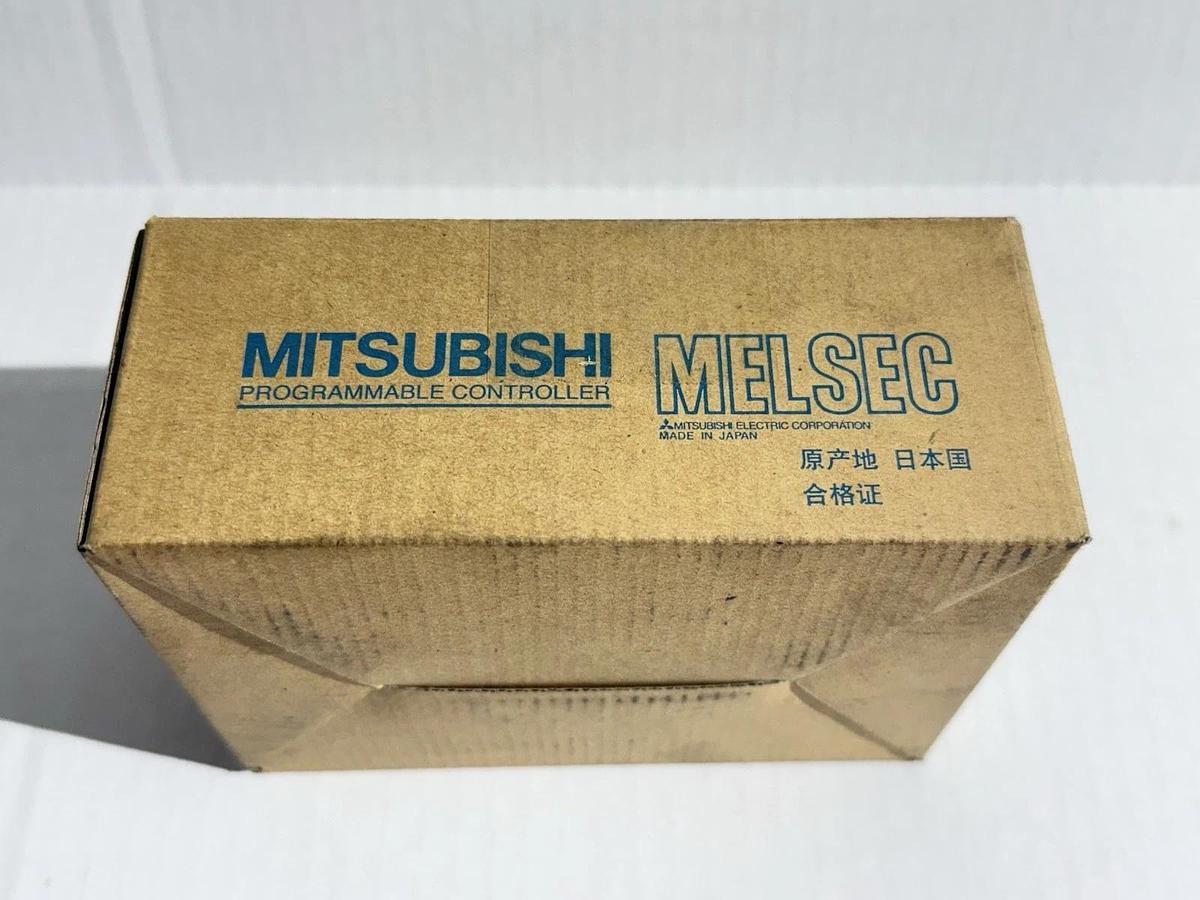 MITSUBISHI
PROGRAMMABLE CONTROLLER
MELSEC
MITSUBISHI ELECTRIC CORPORATION
MADE IN JAPAN
原产地 日本国
合格证